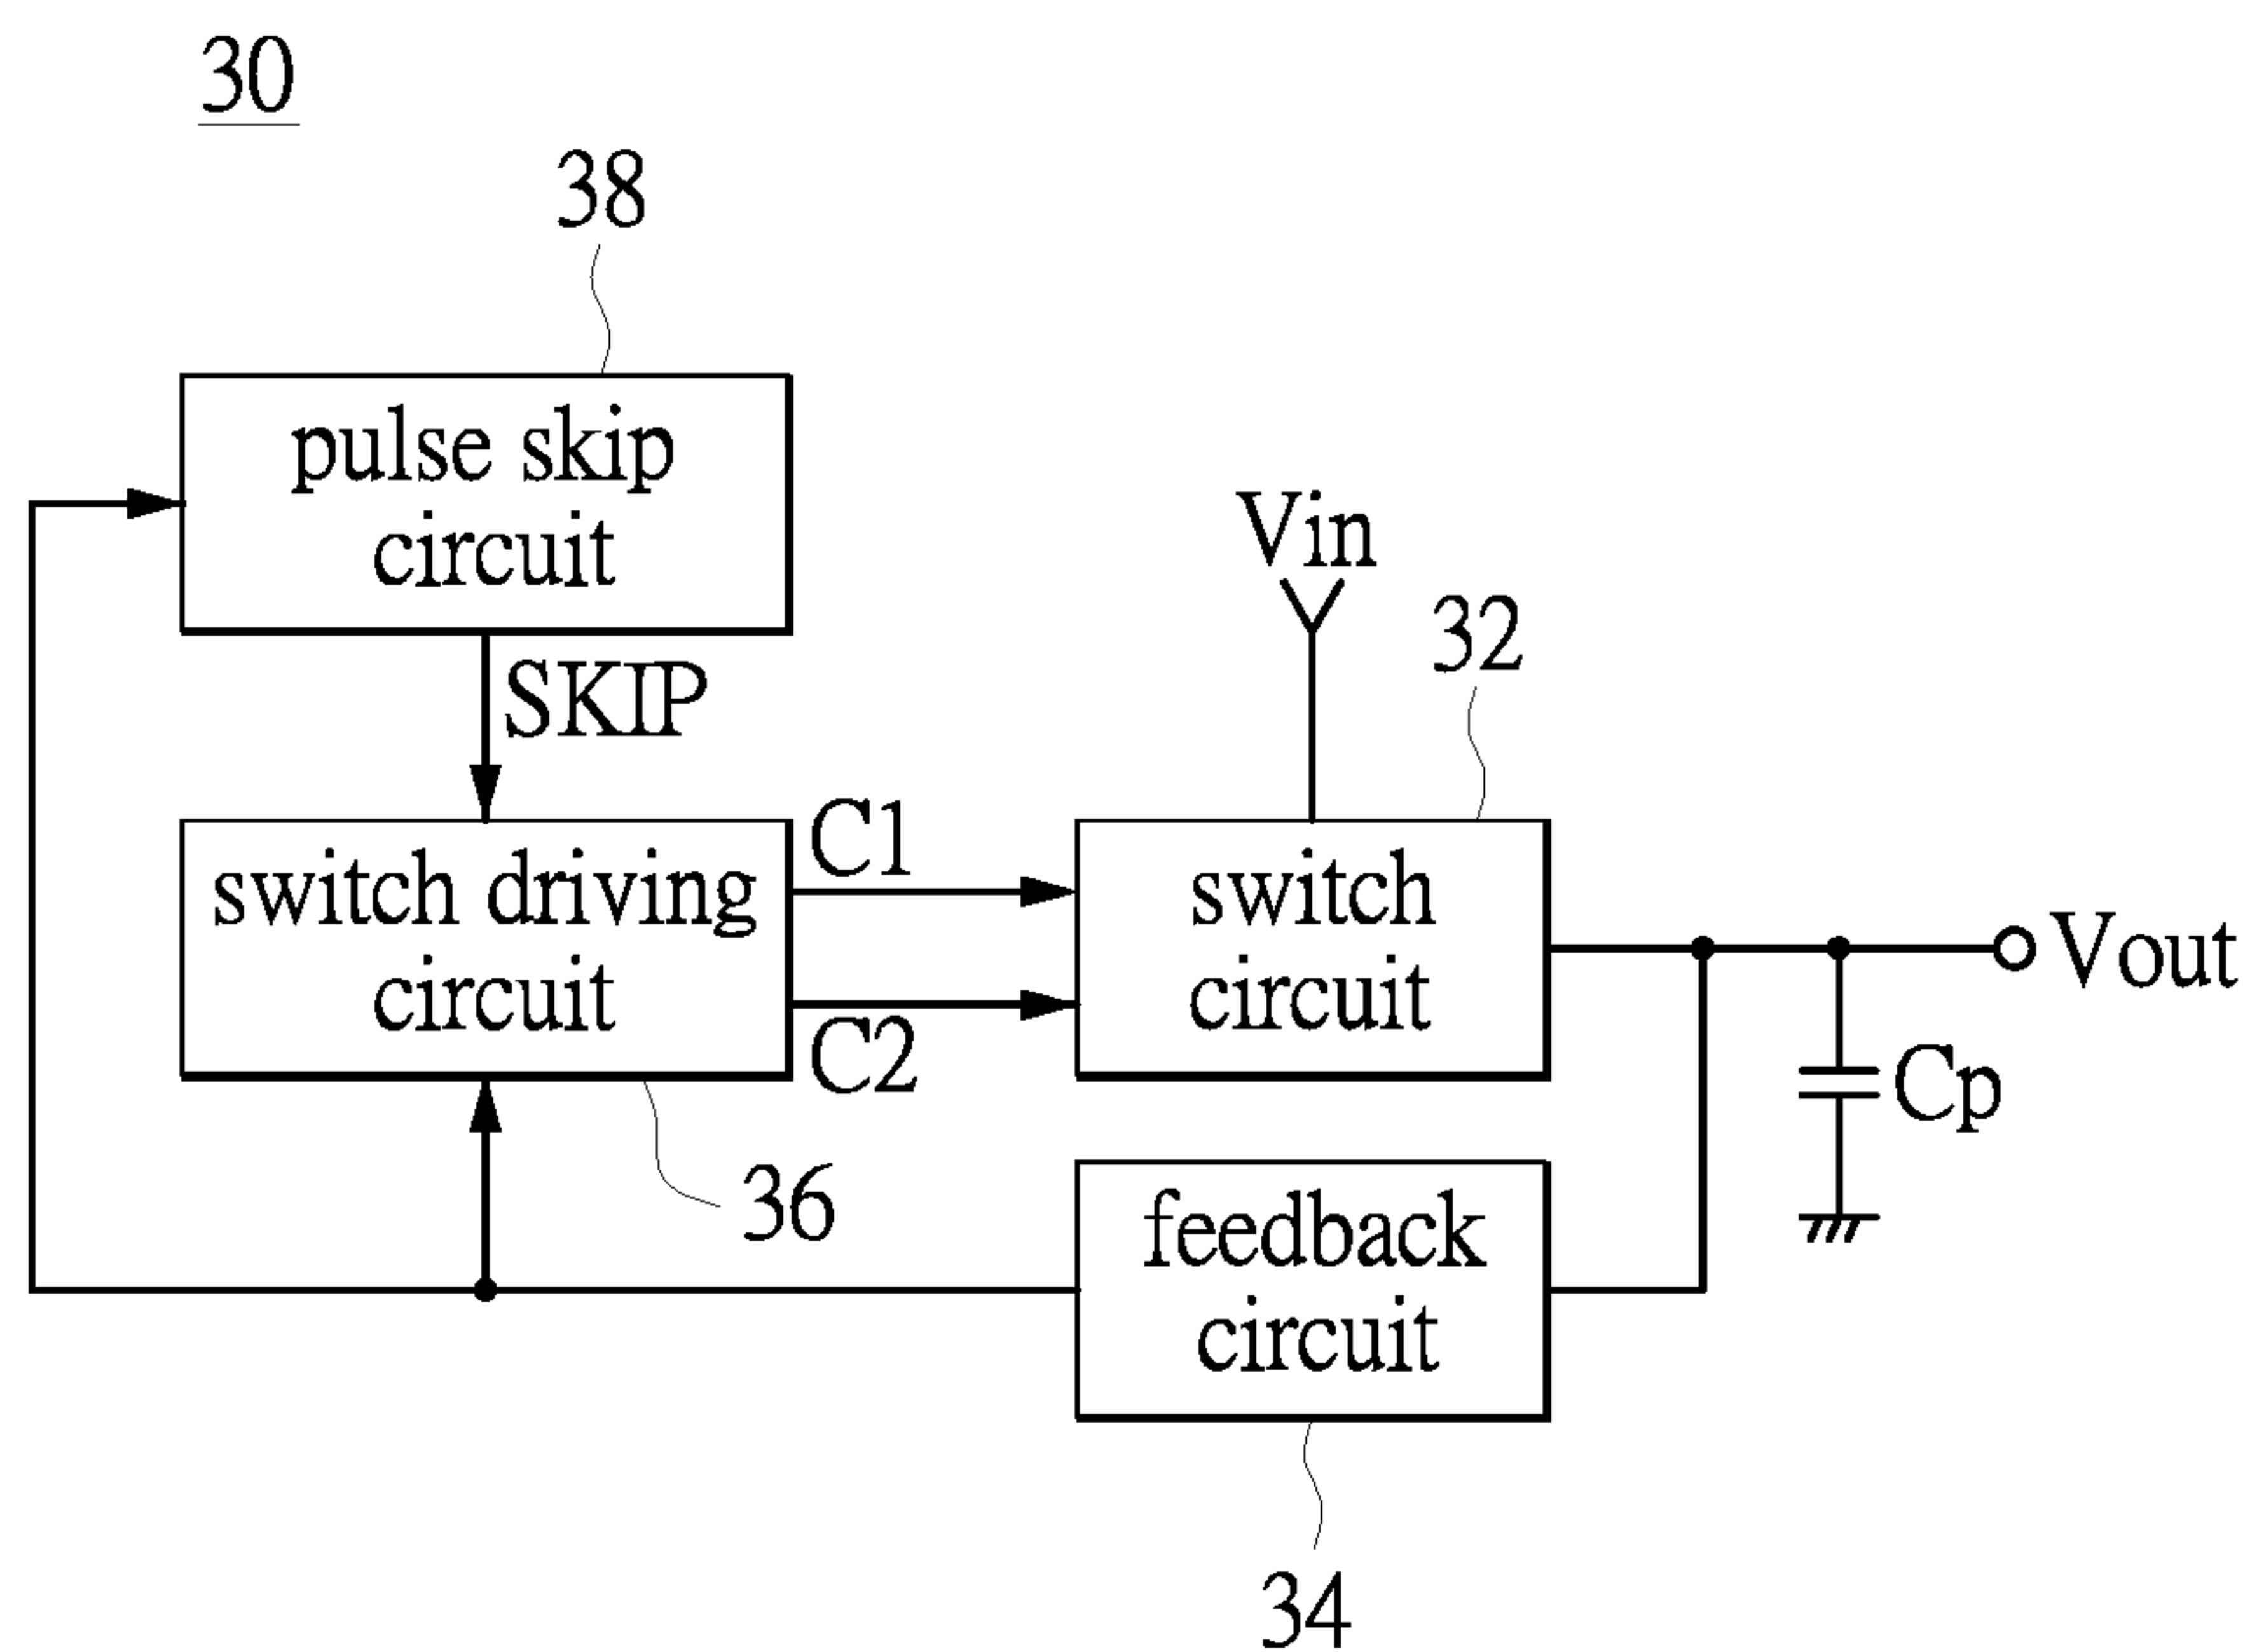 30
38
pulse skip
circuit
Vin
32
SKIP
C1
switch driving
circuit
switch
circuit
Vout
C2
Cp
36
feedback
circuit
34